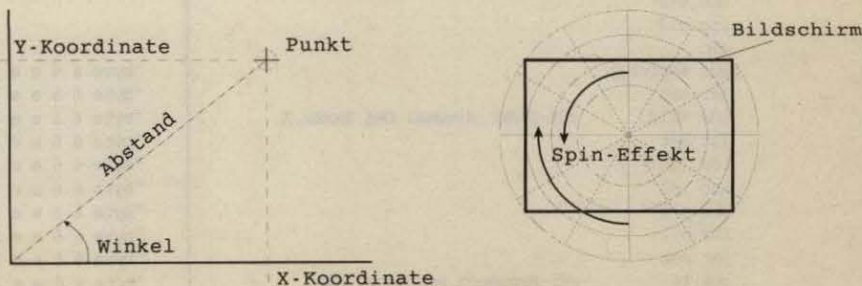 Y-Koordinate
Punkt
Abstand
Winkel
X-Koordinate
Bildschirm
Spin-Effekt